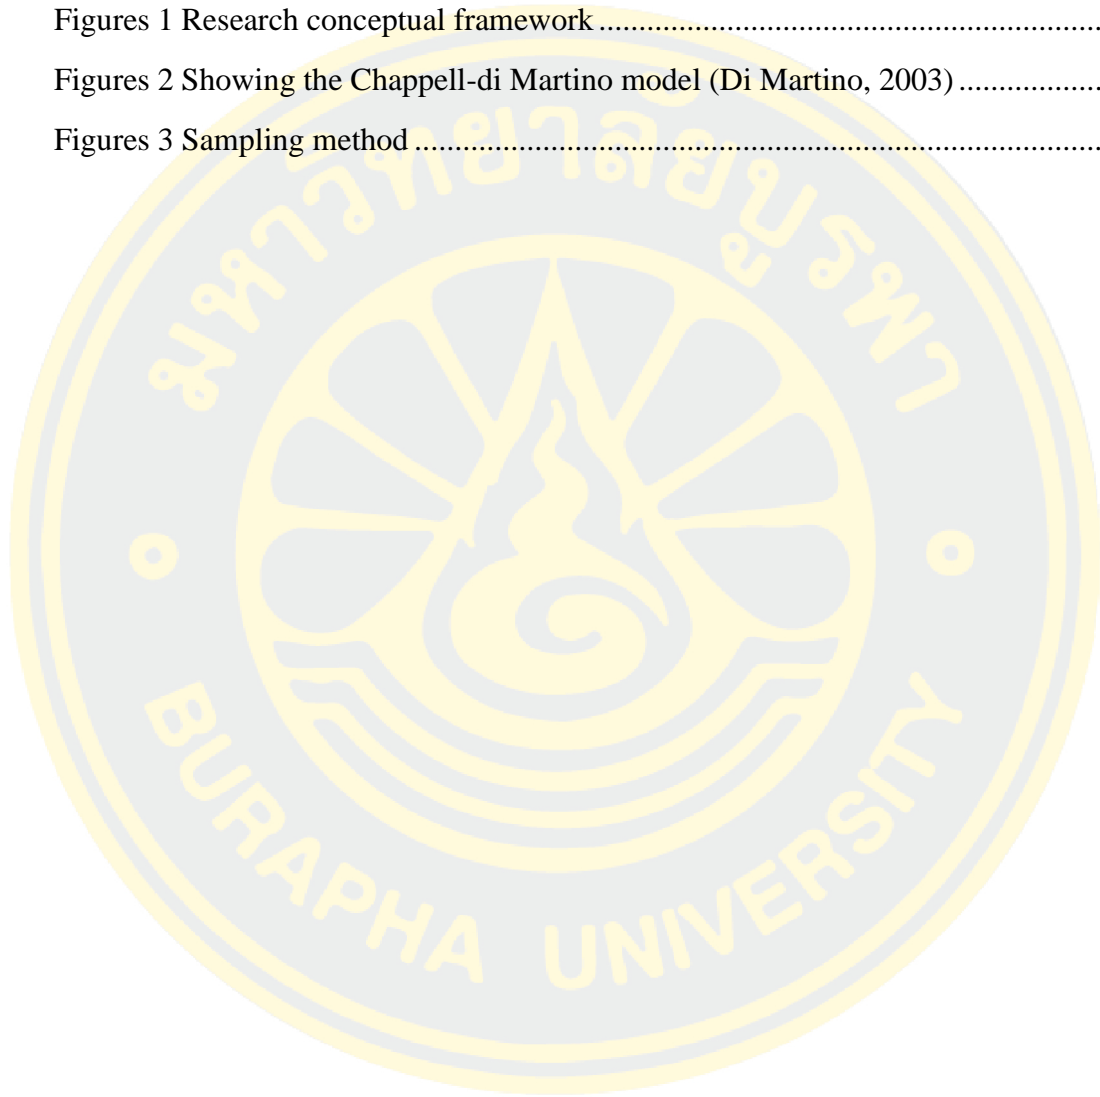 Figures 1 Research conceptual framework ....................................................................
Figures 2 Showing the Chappell-di Martino model (Di Martino, 2003) ..................
Figures 3 Sampling method ........................................................................................
มหาวิทยาลัยบูรพา
BURAPHA UNIVERSITY